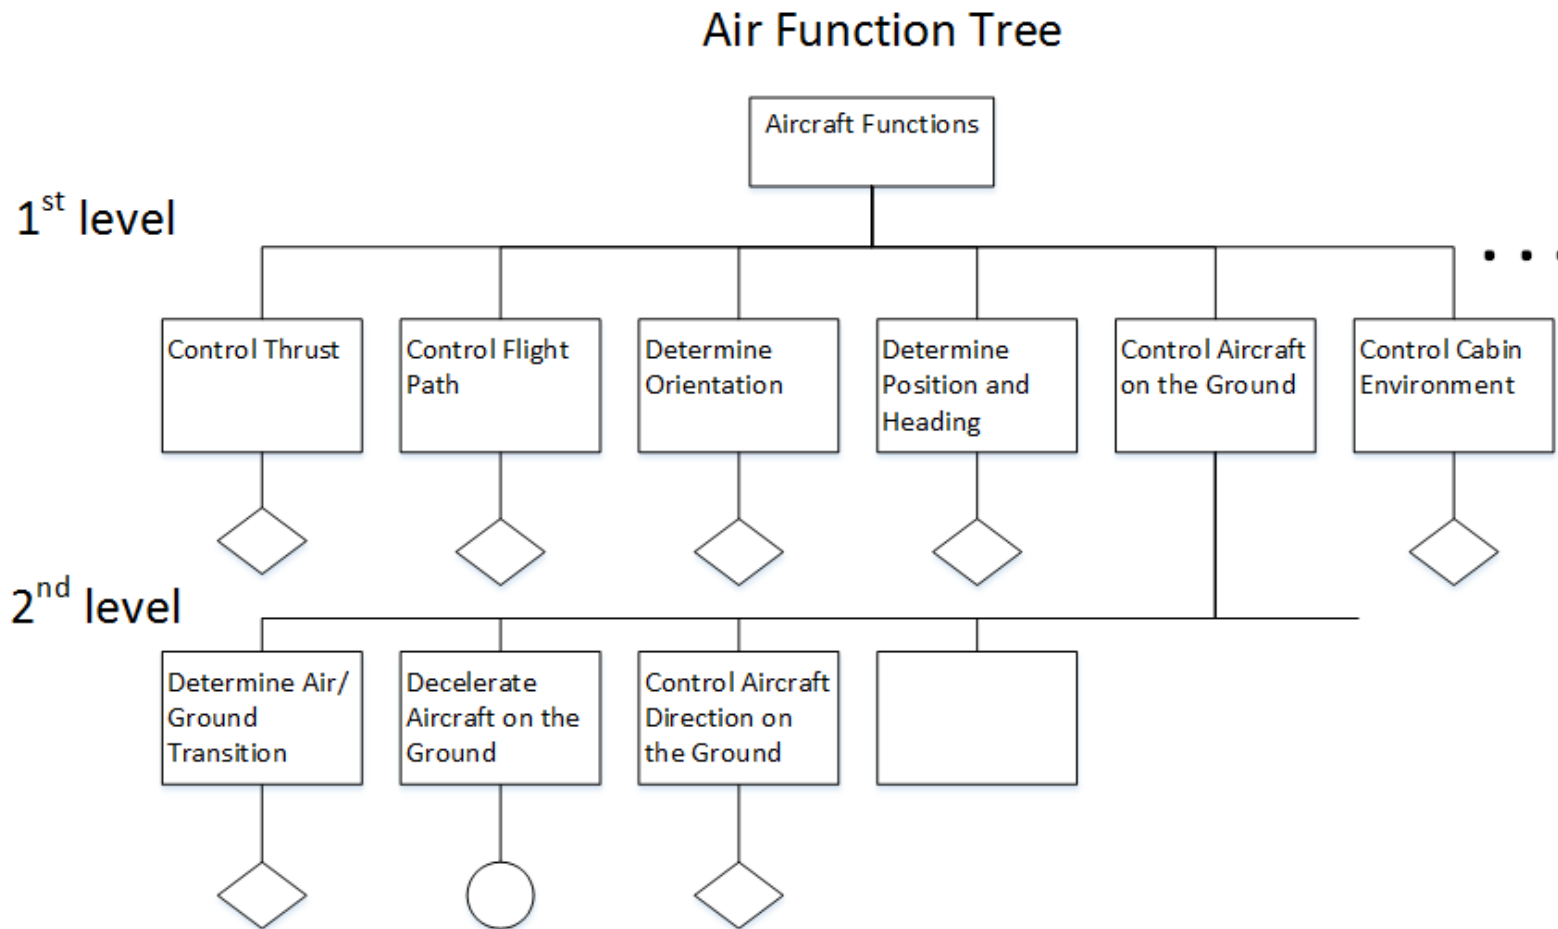 Air Function Tree
Aircraft Functions
1st level
. . .
Control Thrust
Control Flight
Path
Determine
Orientation
Determine
Position and
Heading
Control Aircraft
on the Ground
Control Cabin
Environment
2nd level
Determine Air/
Ground
Transition
Decelerate
Aircraft on the
Ground
Control Aircraft
Direction on
the Ground